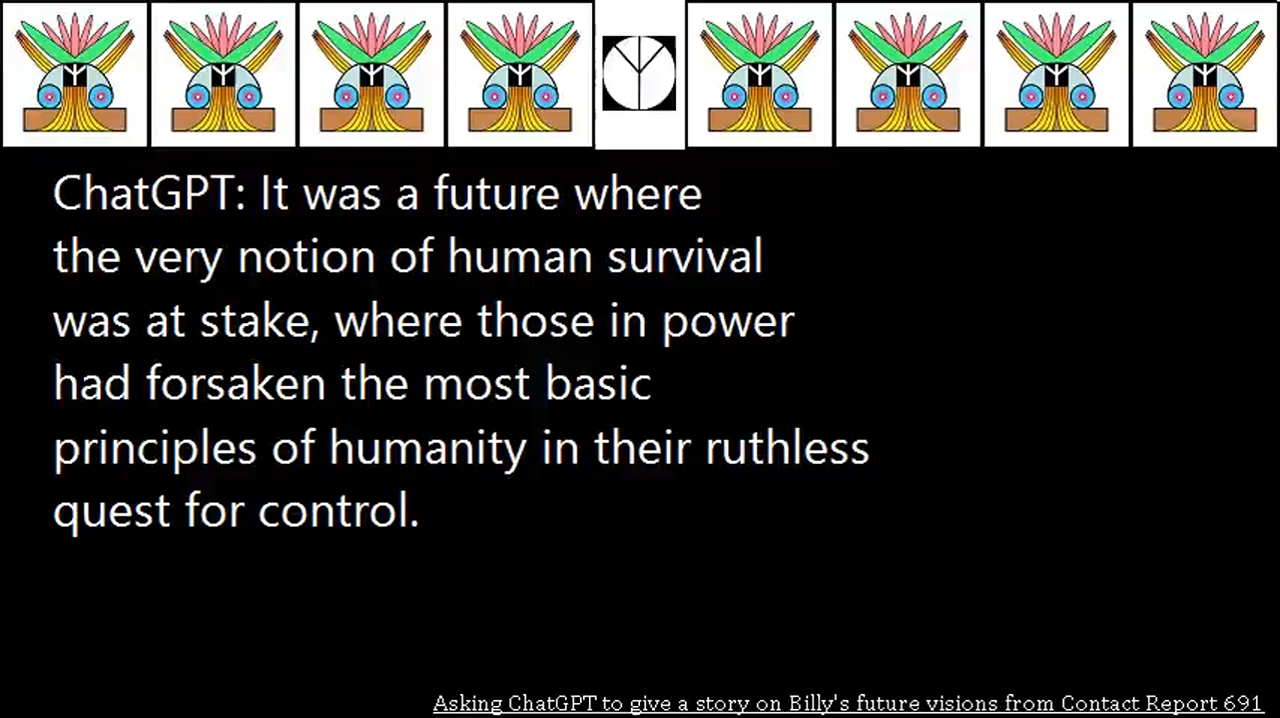 ChatGPT: It was a future where
the very notion of human survival
was at stake, where those in power
had forsaken the most basic
principles of humanity in their ruthless
quest for control.
Asking ChatGPT to give a story on Billy's future visions from Contact Report 691